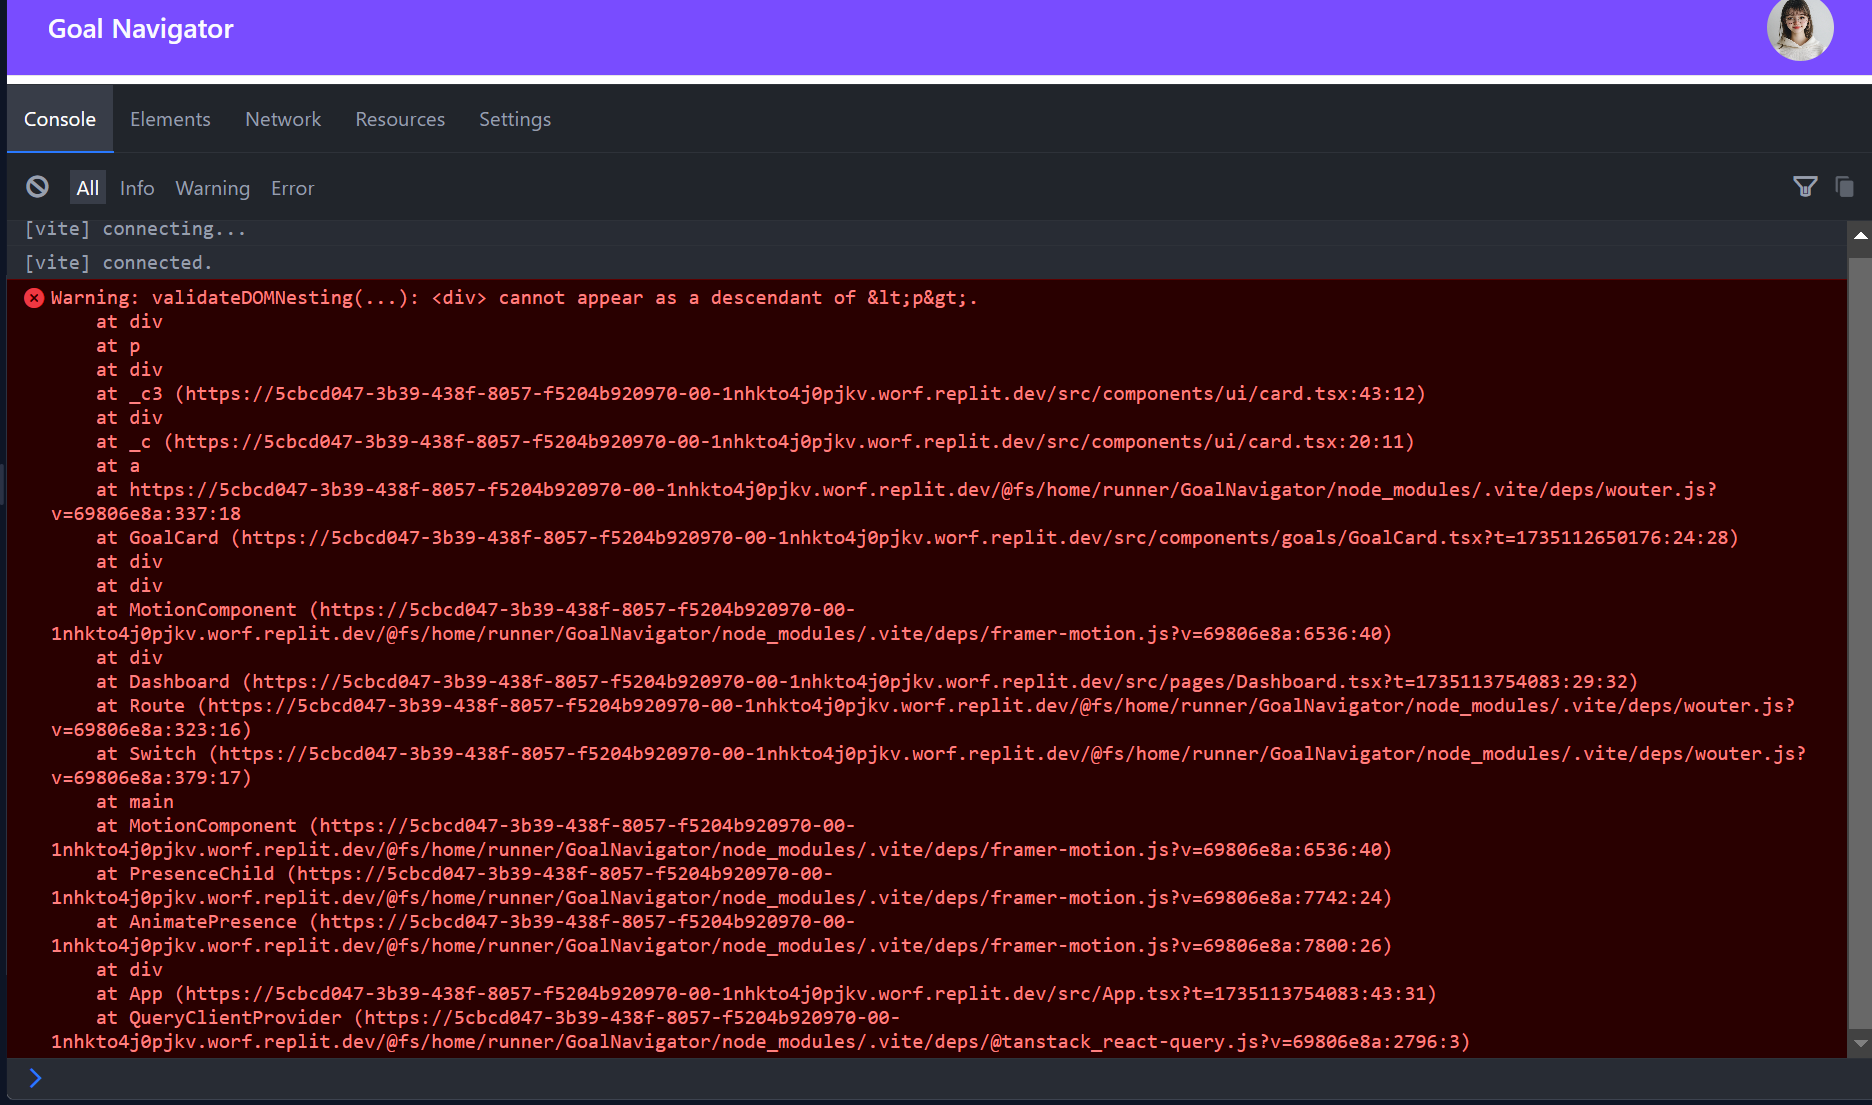 Goal Navigator
Console Elements Network Resources Settings
All Info Warning Error
[vite] connecting...
[vite] connected.
Warning: validateDOMNesting(...): <div> cannot appear as a descendant of &lt;p&gt;.
at div
at p
at div
at _c3 (https://5cbcd047-3b39-438f-8057-f5204b920970-00-1nhkto4j0pjkv.worf.replit.dev/src/components/ui/card.tsx:43:12)
at div
at _c (https://5cbcd047-3b39-438f-8057-f5204b920970-00-1nhkto4j0pjkv.worf.replit.dev/src/components/ui/card.tsx:20:11)
at a
at https://5cbcd047-3b39-438f-8057-f5204b920970-00-1nhkto4j0pjkv.worf.replit.dev/@fs/home/runner/GoalNavigator/node_modules/.vite/deps/wouter.js?
v=69806e8a:337:18
at GoalCard (https://5cbcd047-3b39-438f-8057-f5204b920970-00-1nhkto4j0pjkv.worf.replit.dev/src/components/goals/GoalCard.tsx?t=1735112650176:24:28)
at div
at div
at MotionComponent (https://5cbcd047-3b39-438f-8057-f5204b920970-00-
1nhkto4j0pjkv.worf.replit.dev/@fs/home/runner/GoalNavigator/node_modules/.vite/deps/framer-motion.js?v=69806e8a:6536:40)
at div
at Dashboard (https://5cbcd047-3b39-438f-8057-f5204b920970-00-1nhkto4j0pjkv.worf.replit.dev/src/pages/Dashboard.tsx?t=1735113754083:29:32)
at Route (https://5cbcd047-3b39-438f-8057-f5204b920970-00-1nhkto4j0pjkv.worf.replit.dev/@fs/home/runner/GoalNavigator/node_modules/.vite/deps/wouter.js?
v=69806e8a:323:16)
at Switch (https://5cbcd047-3b39-438f-8057-f5204b920970-00-1nhkto4j0pjkv.worf.replit.dev/@fs/home/runner/GoalNavigator/node_modules/.vite/deps/wouter.js?
v=69806e8a:379:17)
at main
at MotionComponent (https://5cbcd047-3b39-438f-8057-f5204b920970-00-
1nhkto4j0pjkv.worf.replit.dev/@fs/home/runner/GoalNavigator/node_modules/.vite/deps/framer-motion.js?v=69806e8a:6536:40)
at PresenceChild (https://5cbcd047-3b39-438f-8057-f5204b920970-00-
1nhkto4j0pjkv.worf.replit.dev/@fs/home/runner/GoalNavigator/node_modules/.vite/deps/framer-motion.js?v=69806e8a:7742:24)
at AnimatePresence (https://5cbcd047-3b39-438f-8057-f5204b920970-00-
1nhkto4j0pjkv.worf.replit.dev/@fs/home/runner/GoalNavigator/node_modules/.vite/deps/framer-motion.js?v=69806e8a:7800:26)
at div
at App (https://5cbcd047-3b39-438f-8057-f5204b920970-00-1nhkto4j0pjkv.worf.replit.dev/src/App.tsx?t=1735113754083:43:31)
at QueryClientProvider (https://5cbcd047-3b39-438f-8057-f5204b920970-00-
1nhkto4j0pjkv.worf.replit.dev/@fs/home/runner/GoalNavigator/node_modules/.vite/deps/@tanstack_react-query.js?v=69806e8a:2796:3)